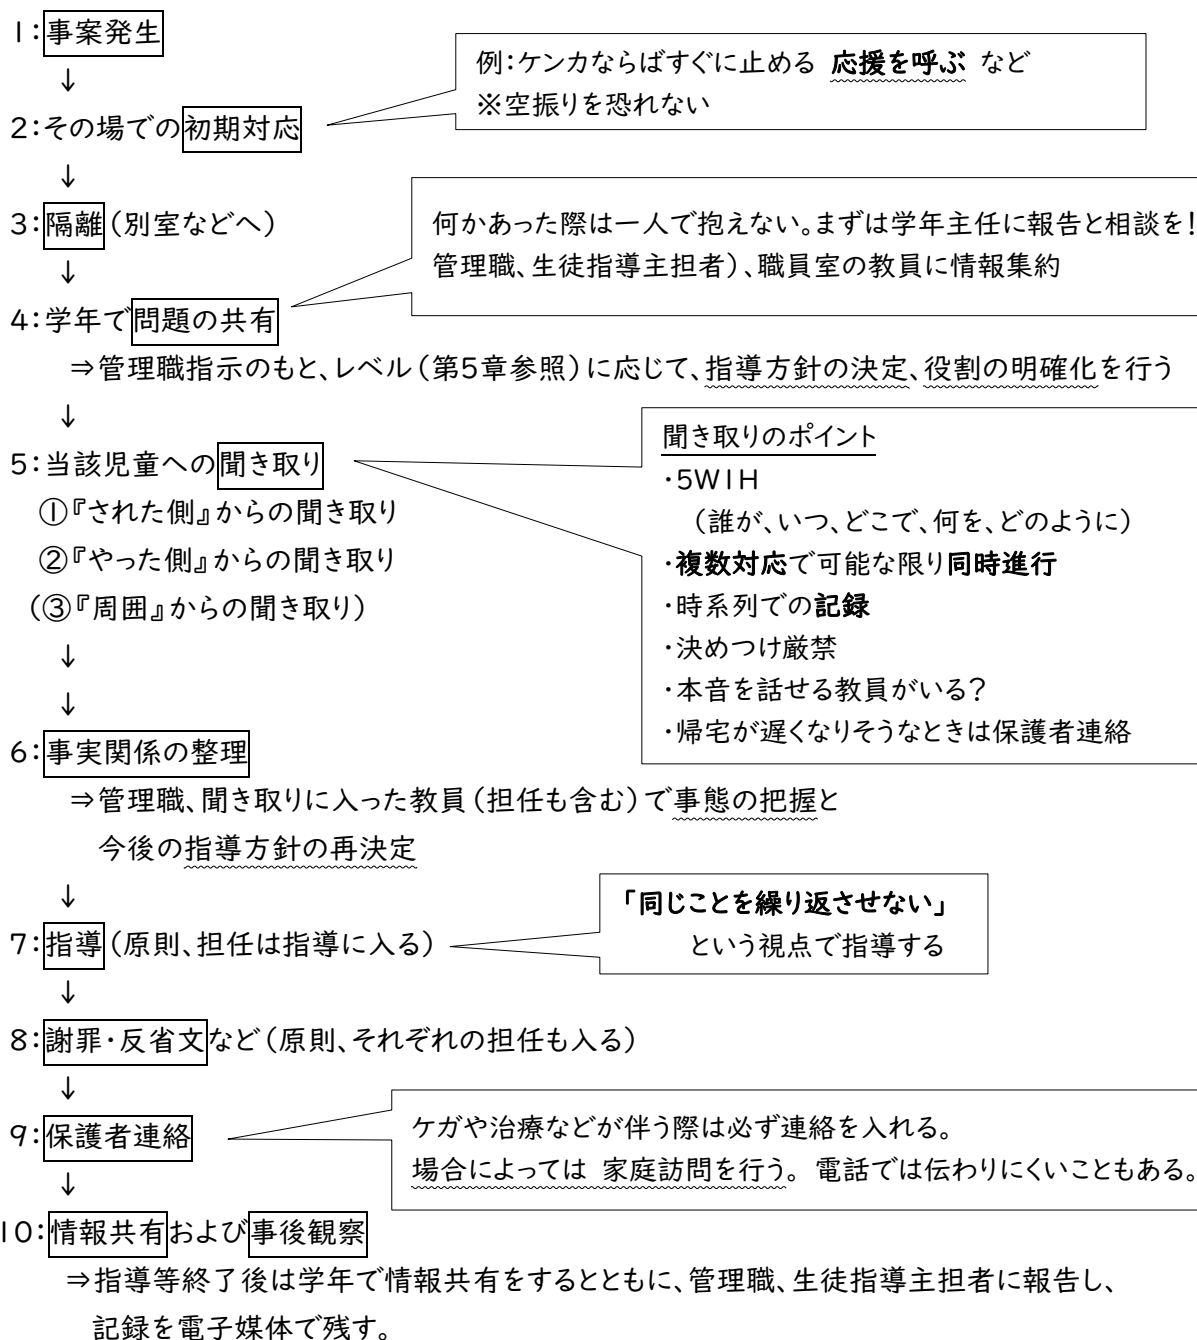 1:事案発生
↓
例:ケンカならばすぐに止める 応援を呼ぶ など
※空振りを恐れない
2:その場での初期対応
↓
3:隔離(別室などへ)
↓
何かあった際は一人で抱えない。まずは学年主任に報告と相談を!
管理職、生徒指導主担者)、職員室の教員に情報集約
4:学年で問題の共有
⇒管理職指示のもと、レベル(第5章参照)に応じて、指導方針の決定、役割の明確化を行う
↓
5:当該児童への聞き取り
①『された側』からの聞き取り
②『やった側』からの聞き取り
(③『周囲』からの聞き取り)
↓
↓
聞き取りのポイント
・5W1H
(誰が、いつ、どこで、何を、どのように)
・複数対応で可能な限り同時進行
・時系列での記録
・決めつけ厳禁
・本音を話せる教員がいる?
・帰宅が遅くなりそうなときは保護者連絡
6:事実関係の整理
⇒管理職、聞き取りに入った教員(担任も含む)で事態の把握と
今後の指導方針の再決定
↓
7:指導(原則、担任は指導に入る)
「同じことを繰り返させない」
という視点で指導する
↓
8:謝罪・反省文など(原則、それぞれの担任も入る)
↓
9:保護者連絡
ケガや治療などが伴う際は必ず連絡を入れる。
場合によっては 家庭訪問を行う。電話では伝わりにくいこともある。
↓
10:情報共有および事後観察
⇒指導等終了後は学年で情報共有をするとともに、管理職、生徒指導主担者に報告し、
記録を電子媒体で残す。